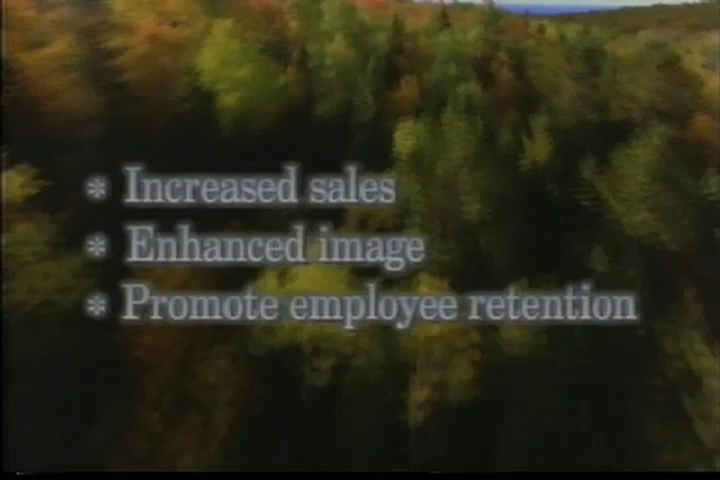 * Increased sales
* Enhanced image
* Promote employee retention